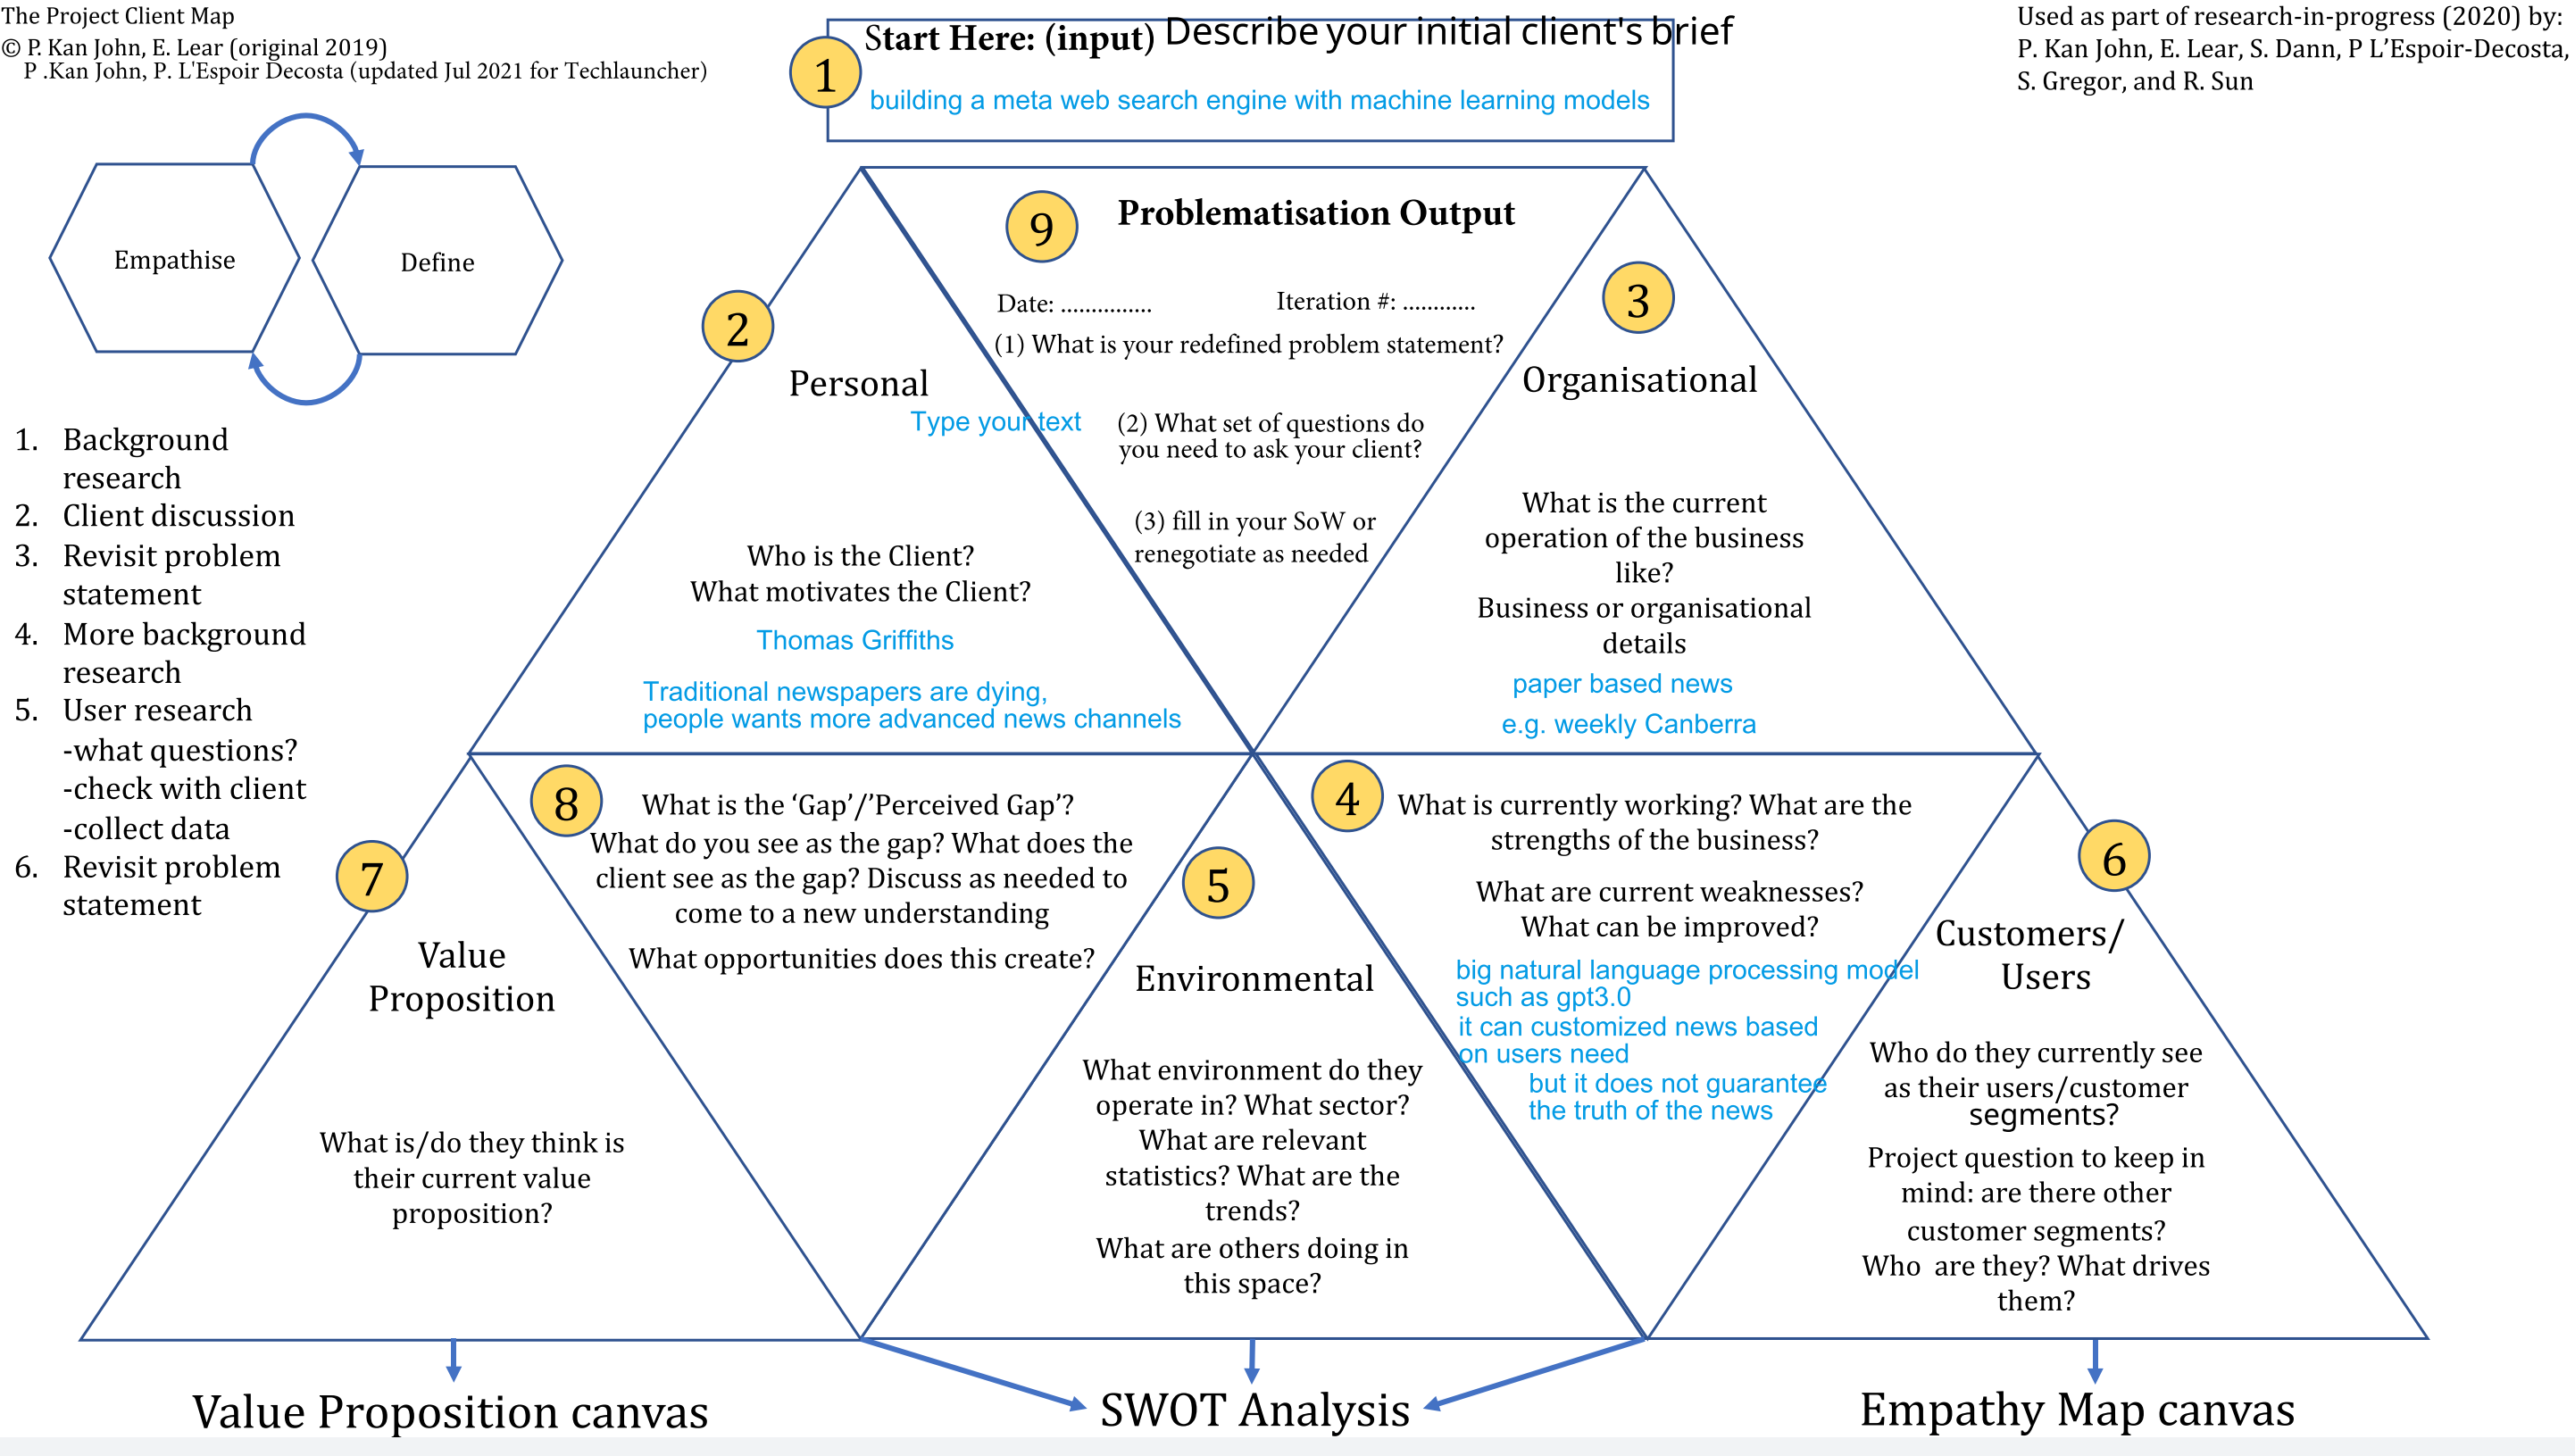 The Project Client Map
© P. Kan John, E. Lear (original 2019)
P .Kan John, P. L'Espoir Decosta (updated Jul 2021 for Techlauncher)
Used as part of research-in-progress (2020) by:
P. Kan John, E. Lear, S. Dann, P L’Espoir-Decosta,
S. Gregor, and R. Sun
1
Start Here: (input) Describe your initial client's brief
building a meta web search engine with machine learning models
Empathise
Define
1. Background
research
2. Client discussion
3. Revisit problem
statement
4. More background
research
5. User research
-what questions?
-check with client
-collect data
6. Revisit problem
statement
2
Personal
Type your text
Who is the Client?
What motivates the Client?
Thomas Griffiths
Traditional newspapers are dying,
people wants more advanced news channels
9
Problematisation Output
Date: ...............
Iteration #: ............
(1) What is your redefined problem statement?
(2) What set of questions do
you need to ask your client?
(3) fill in your SoW or
renegotiate as needed
3
Organisational
What is the current
operation of the business
like?
Business or organisational
details
paper based news
e.g. weekly Canberra
7
Value
Proposition
What is/do they think is
their current value
proposition?
8
What is the ‘Gap’/’Perceived Gap’?
What do you see as the gap? What does the
client see as the gap? Discuss as needed to
come to a new understanding
What opportunities does this create?
5
Environmental
What environment do they
operate in? What sector?
What are relevant
statistics? What are the
trends?
What are others doing in
this space?
4
What is currently working? What are the
strengths of the business?
What are current weaknesses?
What can be improved?
big natural language processing model
such as gpt3.0
it can customized news based
on users need
but it does not guarantee
the truth of the news
6
Customers/
Users
Who do they currently see
as their users/customer
segments?
Project question to keep in
mind: are there other
customer segments?
Who are they? What drives
them?
Value Proposition canvas
SWOT Analysis
Empathy Map canvas